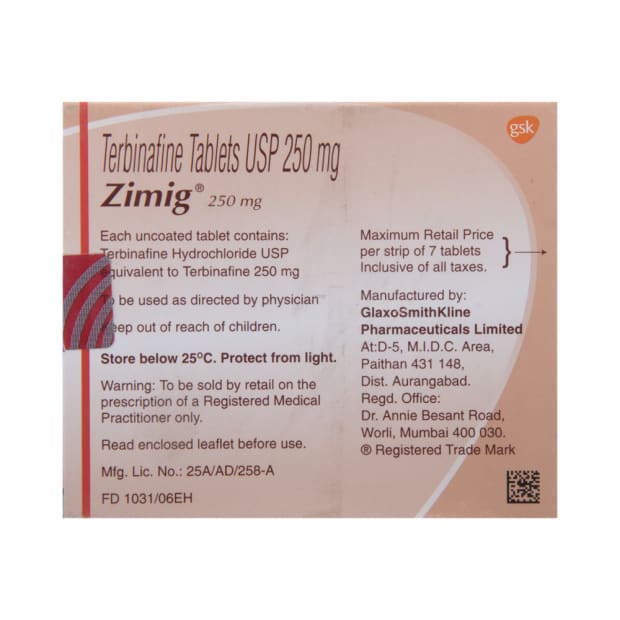 gsk
Terbinafine Tablets USP 250 mg
Zimig® 250 mg
Each uncoated tablet contains:
Terbinafine Hydrochloride USP
equivalent to Terbinafine 250 mg
To be used as directed by physician
Keep out of reach of children.
Store below 25°C. Protect from light.
Warning: To be sold by retail on the
prescription of a Registered Medical
Practitioner only.
Read enclosed leaflet before use.
Mfg. Lic. No.: 25A/AD/258-A
FD 1031/06EH
Maximum Retail Price
per strip of 7 tablets
Inclusive of all taxes.
Manufactured by:
GlaxoSmithKline
Pharmaceuticals Limited
At:D-5, M.I.D.C. Area,
Paithan 431 148,
Dist. Aurangabad.
Regd. Office:
Dr. Annie Besant Road,
Worli, Mumbai 400 030.
® Registered Trade Mark